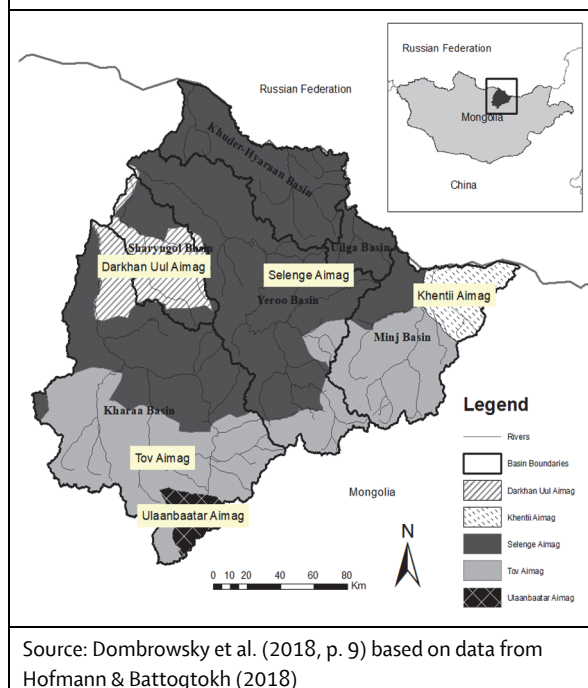 Russian Federation
Mongolia
China
Russian Federation
Khuder-Hyaraan Basin
Sharyngol Basin
Darkhan Uul Aimag
Uilga Basin
Selenge Aimag
Yeroo Basin
Khentii Aimag
Minj Basin
Kharaa Basin
Tov Aimag
Ulaanbaatar Aimag
Mongolia
N
0 10 20 40 60 80
Km
Legend
Rivers
Basin Boundaries
Darkhan Uul Aimag
Khentii Aimag
Selenge Aimag
Tov Aimag
Ulaanbaatar Aimag
Source: Dombrowsky et al. (2018, p. 9) based on data from
Hofmann & Battogtokh (2018)